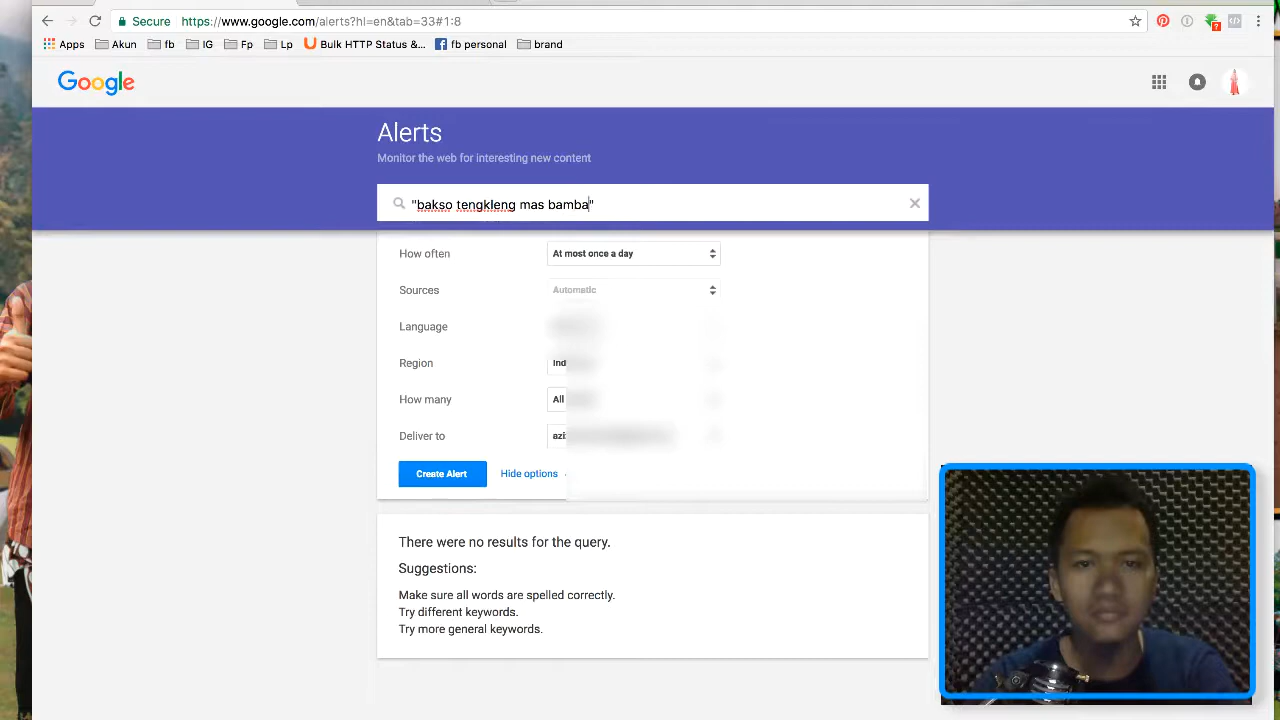 Secure https://www.google.com/alerts?hl=en&tab=33#1:8
Apps Akun fb IG Fp Lp Bulk HTTP Status &... fb personal brand
Google
Alerts
Monitor the web for interesting new content
"bakso tengkleng mas bamba"
How often At most once a day
Sources Automatic
Language
Region Ind
How many All
Deliver to azi
Create Alert Hide options
There were no results for the query.
Suggestions:
Make sure all words are spelled correctly.
Try different keywords.
Try more general keywords.